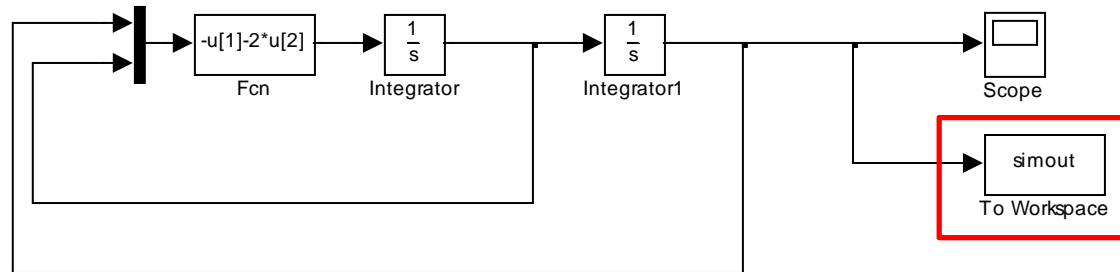 -u[1]-2*u[2]
Fcn
1
s
Integrator
1
s
Integrator1
Scope
simout
To Workspace